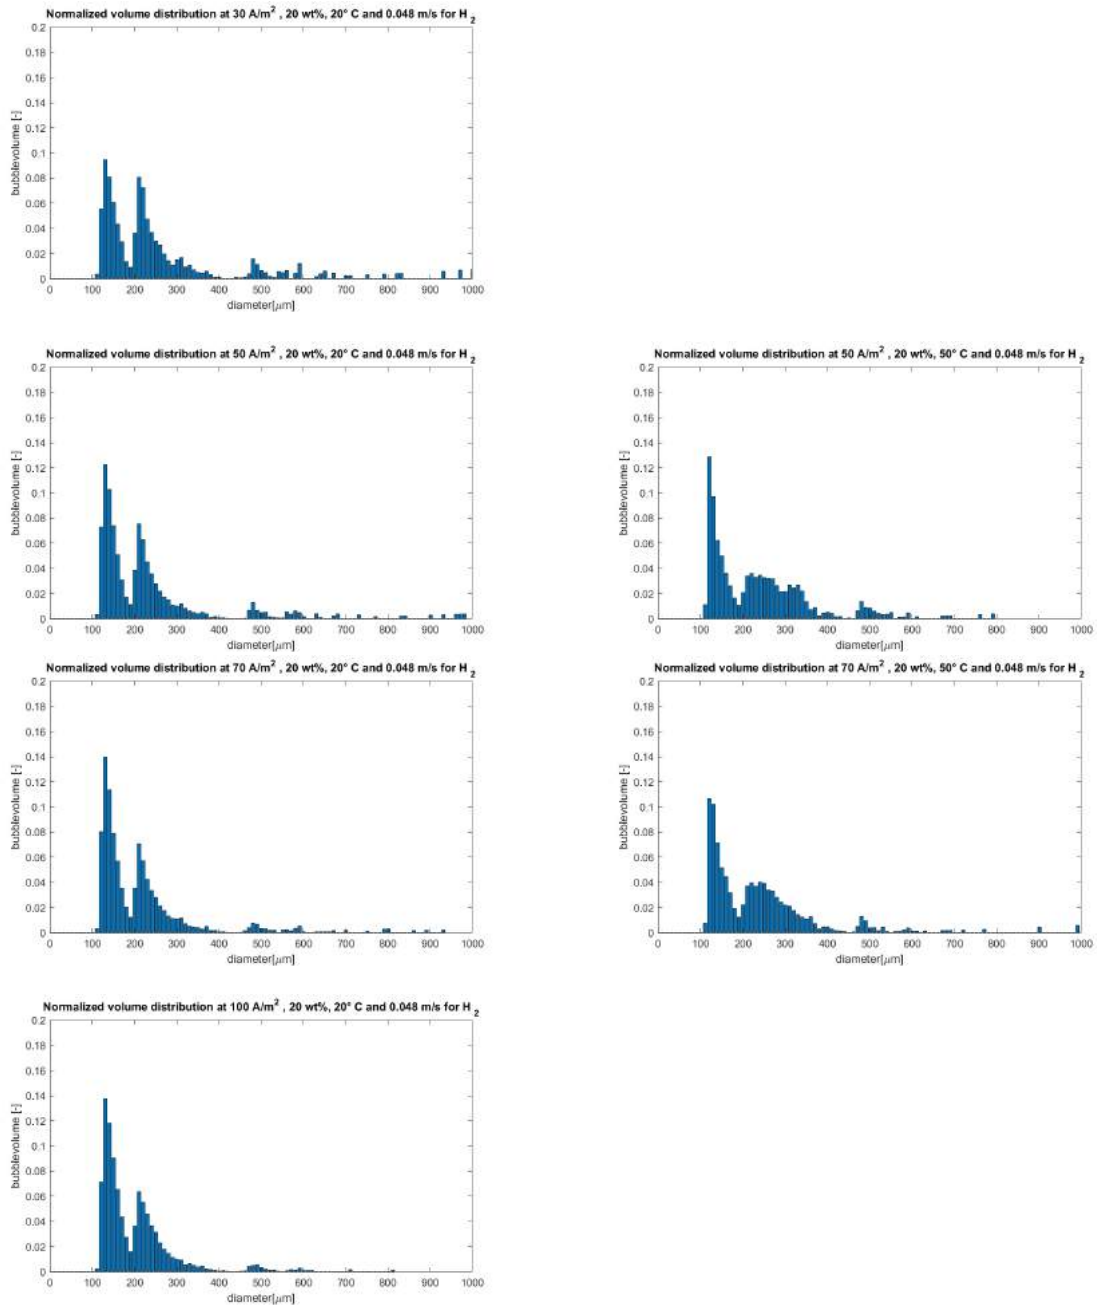 Normalized volume distribution at 30 A/m² , 20 wt%, 20° C and 0.048 m/s for H₂
0.2
0.18
0.16
0.14
0.12
0.1
0.08
0.06
0.04
0.02
0
bubblevolume [-]
0 100 200 300 400 500 600 700 800 900 1000
diameter[μm]
Normalized volume distribution at 50 A/m² , 20 wt%, 20° C and 0.048 m/s for H₂
0.2
0.18
0.16
0.14
0.12
0.1
0.08
0.06
0.04
0.02
0
bubblevolume [-]
0 100 200 300 400 500 600 700 800 900 1000
diameter[μm]
Normalized volume distribution at 50 A/m² , 20 wt%, 50° C and 0.048 m/s for H₂
0.2
0.18
0.16
0.14
0.12
0.1
0.08
0.06
0.04
0.02
0
bubblevolume [-]
0 100 200 300 400 500 600 700 800 900 1000
diameter[μm]
Normalized volume distribution at 70 A/m² , 20 wt%, 20° C and 0.048 m/s for H₂
0.2
0.18
0.16
0.14
0.12
0.1
0.08
0.06
0.04
0.02
0
bubblevolume [-]
0 100 200 300 400 500 600 700 800 900 1000
diameter[μm]
Normalized volume distribution at 70 A/m² , 20 wt%, 50° C and 0.048 m/s for H₂
0.2
0.18
0.16
0.14
0.12
0.1
0.08
0.06
0.04
0.02
0
bubblevolume [-]
0 100 200 300 400 500 600 700 800 900 1000
diameter[μm]
Normalized volume distribution at 100 A/m² , 20 wt%, 20° C and 0.048 m/s for H₂
0.2
0.18
0.16
0.14
0.12
0.1
0.08
0.06
0.04
0.02
0
bubblevolume [-]
0 100 200 300 400 500 600 700 800 900 1000
diameter[μm]